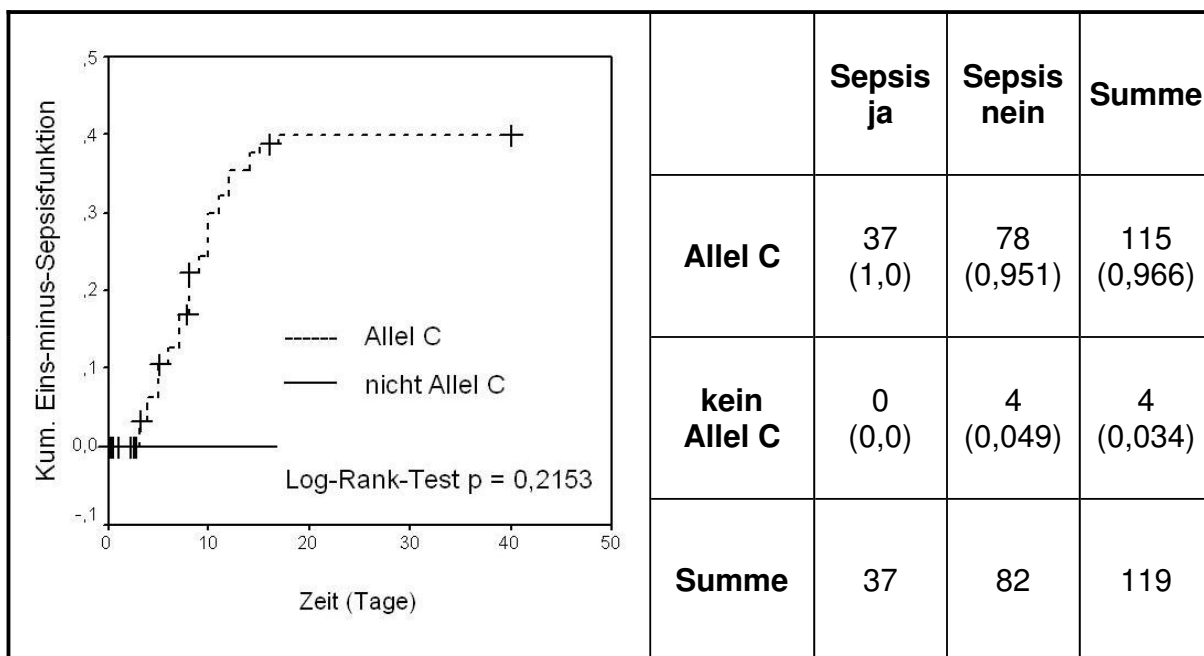 ,5
,4
,3
,2
,1
0,0
-,1
Kum. Eins-minus-Sepsisfunktion
Allel C
nicht Allel C
Log-Rank-Test p = 0,2153
0 10 20 30 40 50
Zeit (Tage)
Sepsis ja Sepsis nein Summe
Allel C 37 (1,0) 78 (0,951) 115 (0,966)
kein Allel C 0 (0,0) 4 (0,049) 4 (0,034)
Summe 37 82 119